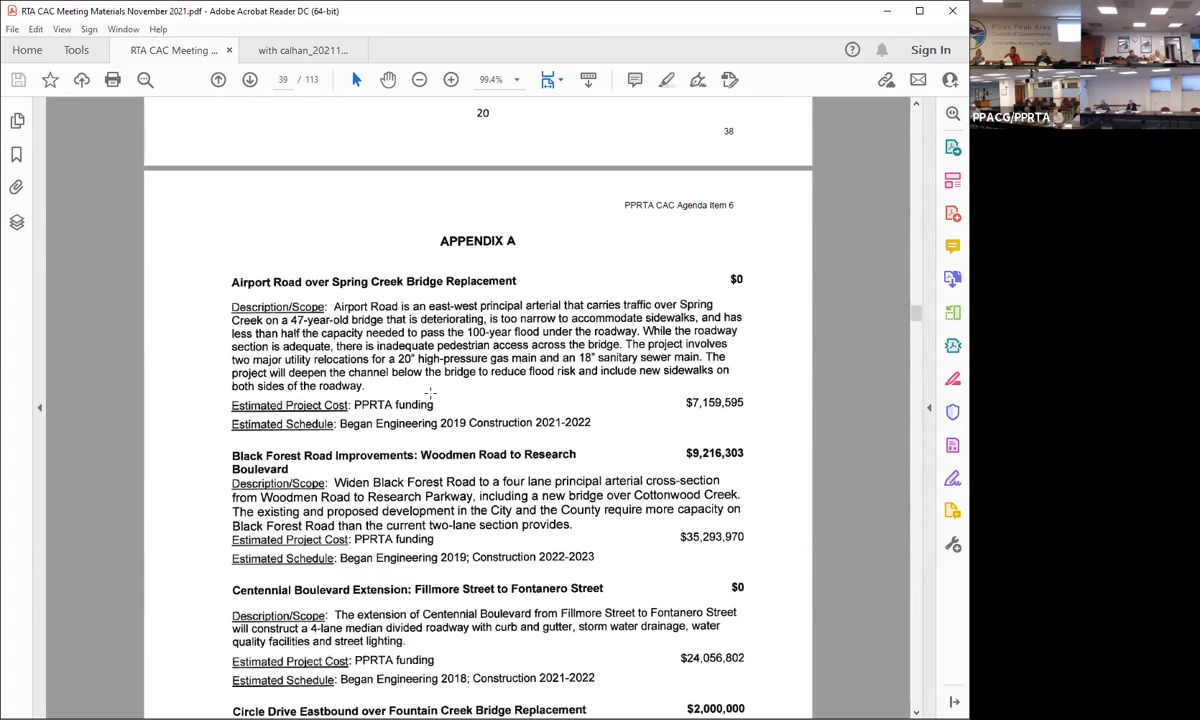 RTA CAC Meeting Materials November 2021.pdf - Adobe Acrobat Reader DC (64-bit)
File Edit View Sign Window Help
Home Tools RTA CAC Meeting ... × with calhan_20211... Sign In
39 / 113 99.4%
20
38
PPRTA CAC Agenda Item 6
APPENDIX A
Airport Road over Spring Creek Bridge Replacement $0
Description/Scope: Airport Road is an east-west principal arterial that carries traffic over Spring
Creek on a 47-year-old bridge that is deteriorating, is too narrow to accommodate sidewalks, and has
less than half the capacity needed to pass the 100-year flood under the roadway. While the roadway
section is adequate, there is inadequate pedestrian access across the bridge. The project involves
two major utility relocations for a 20" high-pressure gas main and an 18" sanitary sewer main. The
project will deepen the channel below the bridge to reduce flood risk and include new sidewalks on
both sides of the roadway.
Estimated Project Cost: PPRTA funding $7,159,595
Estimated Schedule: Began Engineering 2019 Construction 2021-2022
Black Forest Road Improvements: Woodmen Road to Research $9,216,303
Boulevard
Description/Scope: Widen Black Forest Road to a four lane principal arterial cross-section
from Woodmen Road to Research Parkway, including a new bridge over Cottonwood Creek.
The existing and proposed development in the City and the County require more capacity on
Black Forest Road than the current two-lane section provides.
Estimated Project Cost: PPRTA funding $35,293,970
Estimated Schedule: Began Engineering 2019; Construction 2022-2023
Centennial Boulevard Extension: Fillmore Street to Fontanero Street $0
Description/Scope: The extension of Centennial Boulevard from Fillmore Street to Fontanero Street
will construct a 4-lane median divided roadway with curb and gutter, storm water drainage, water
quality facilities and street lighting.
Estimated Project Cost: PPRTA funding $24,056,802
Estimated Schedule: Began Engineering 2018; Construction 2021-2022
Circle Drive Eastbound over Fountain Creek Bridge Replacement $2,000,000
Pikes Peak Area
Council of Governments
Communities Working Together
PPACG/PPRTA